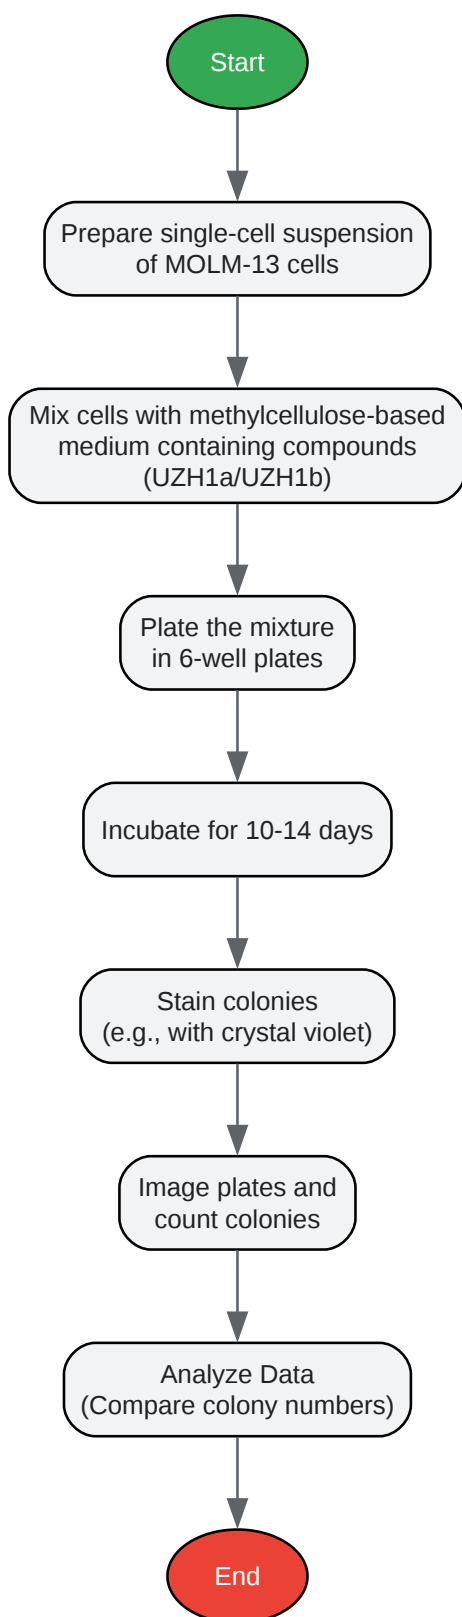 Start
Prepare single-cell suspension
of MOLM-13 cells
Mix cells with methylcellulose-based
medium containing compounds
(UZH1a/UZH1b)
Plate the mixture
in 6-well plates
Incubate for 10-14 days
Stain colonies
(e.g., with crystal violet)
Image plates and
count colonies
Analyze Data
(Compare colony numbers)
End